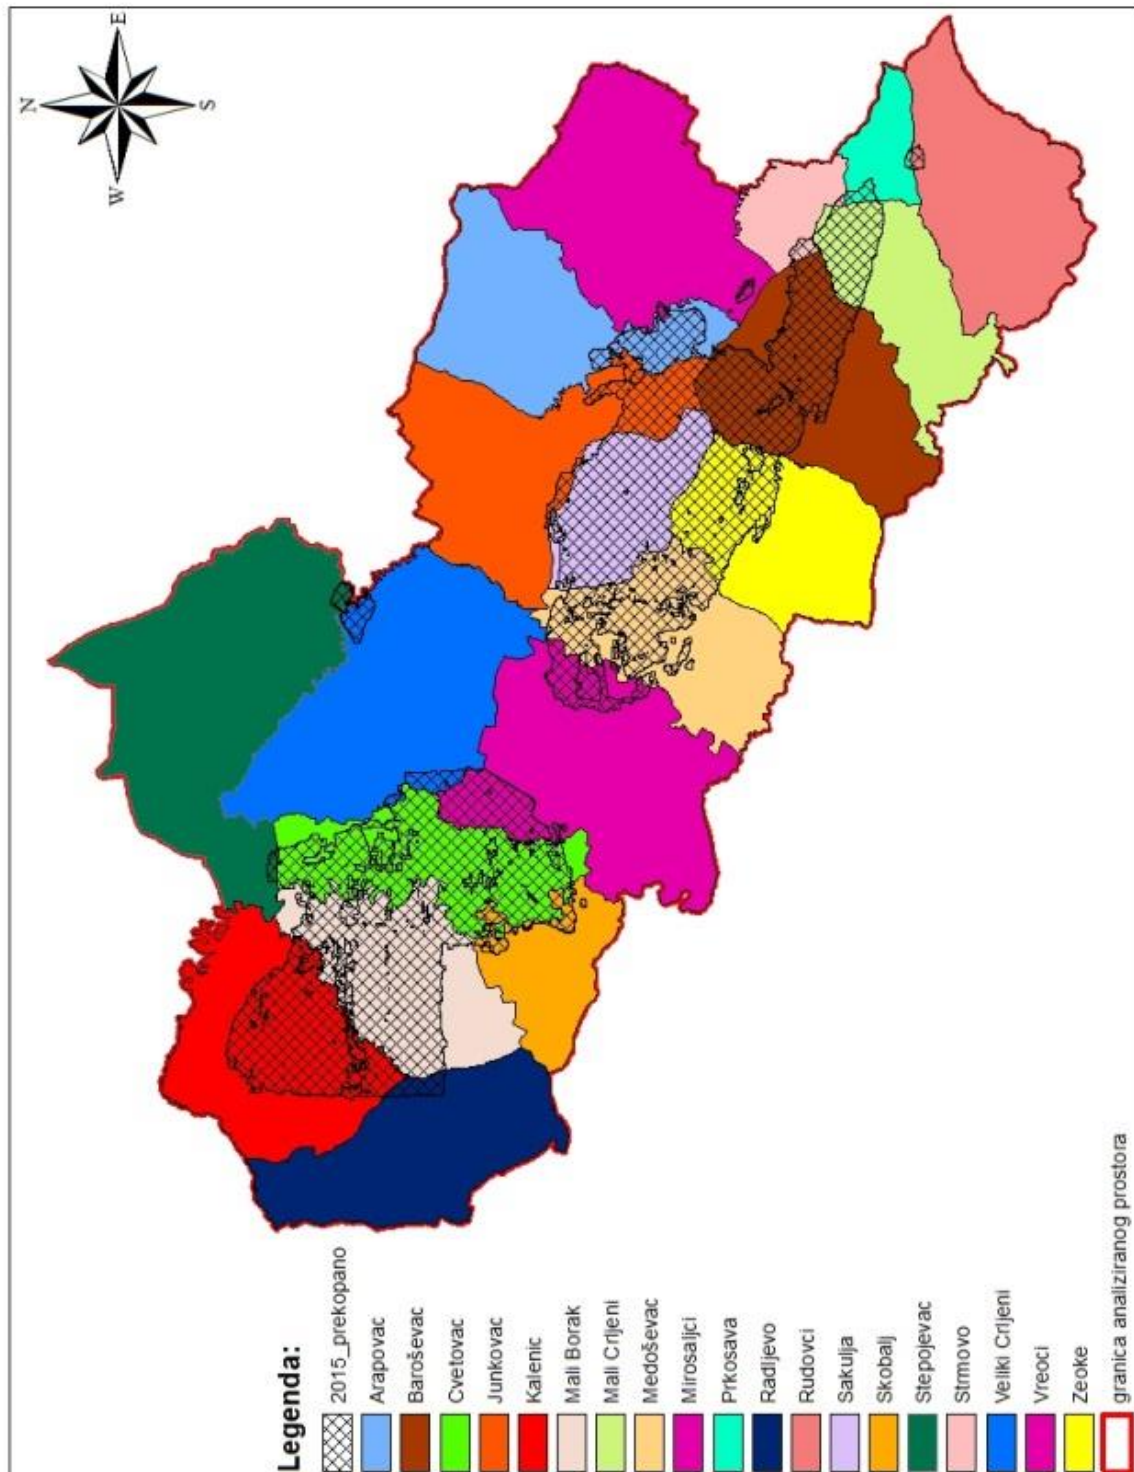 N
E
S
W
Legenda:
2015_prekopano
Arapovac
Baroševac
Cvetovac
Junkovac
Kalenic
Mali Borak
Mali Crljeni
Medoševac
Mirosaljci
Prkosava
Radljevo
Rudovci
Sakulja
Skobalj
Stepojevac
Strmovo
Veliki Crljeni
Vreoci
Zeoke
granica analiziranog prostora